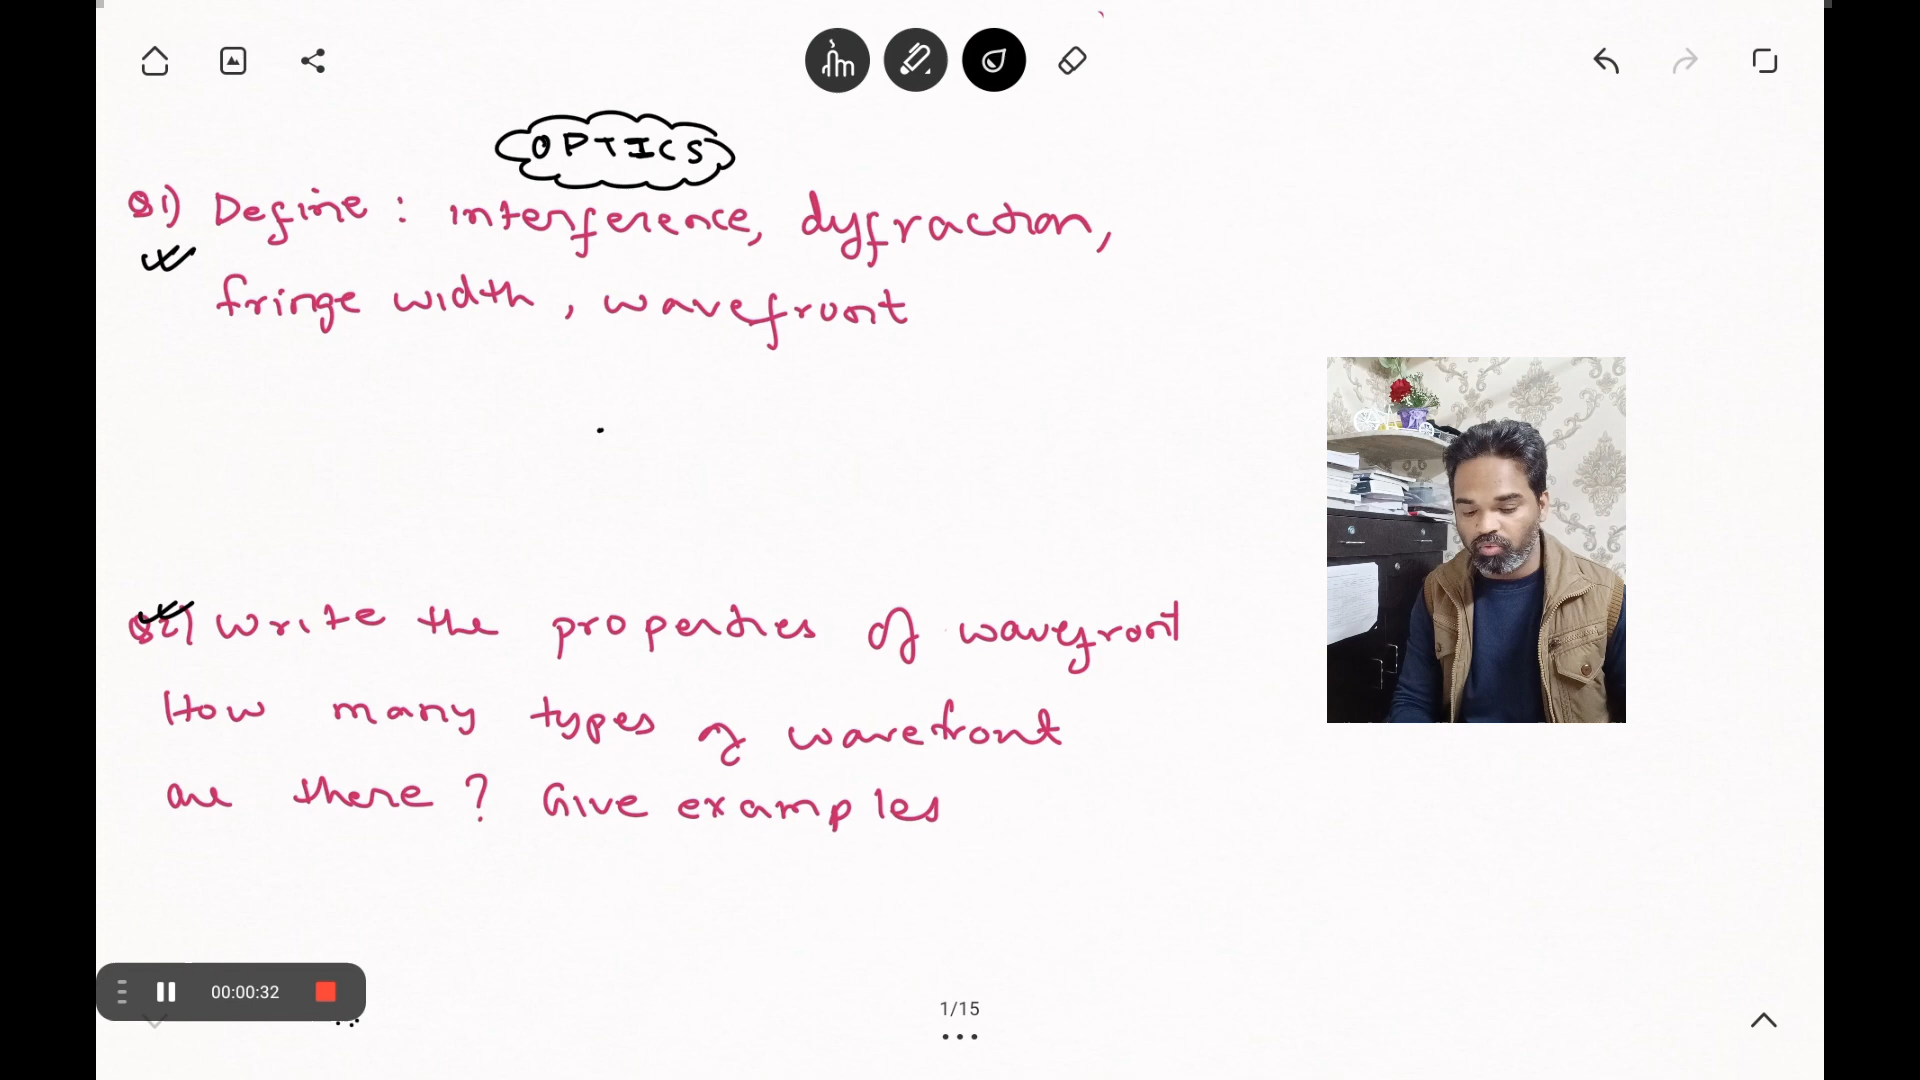 OPTICS
Q1) Define : interference, dyfraction,
fringe width, wavefront
Q2) Write the properties of wavefront
How many types of wavefront
are there? Give examples
00:00:32
1/15